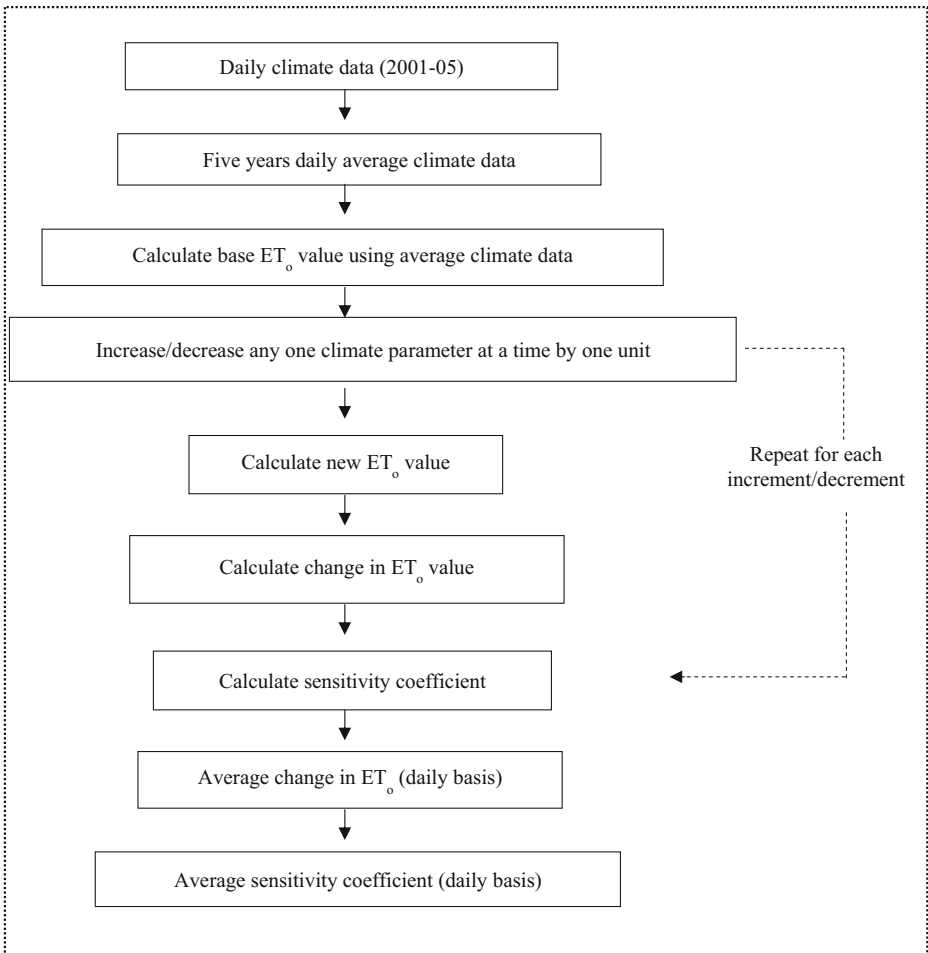 Daily climate data (2001-05)
Five years daily average climate data
Calculate base ETo value using average climate data
Increase/decrease any one climate parameter at a time by one unit
Calculate new ETo value
Repeat for each
increment/decrement
Calculate change in ETo value
Calculate sensitivity coefficient
Average change in ETo (daily basis)
Average sensitivity coefficient (daily basis)